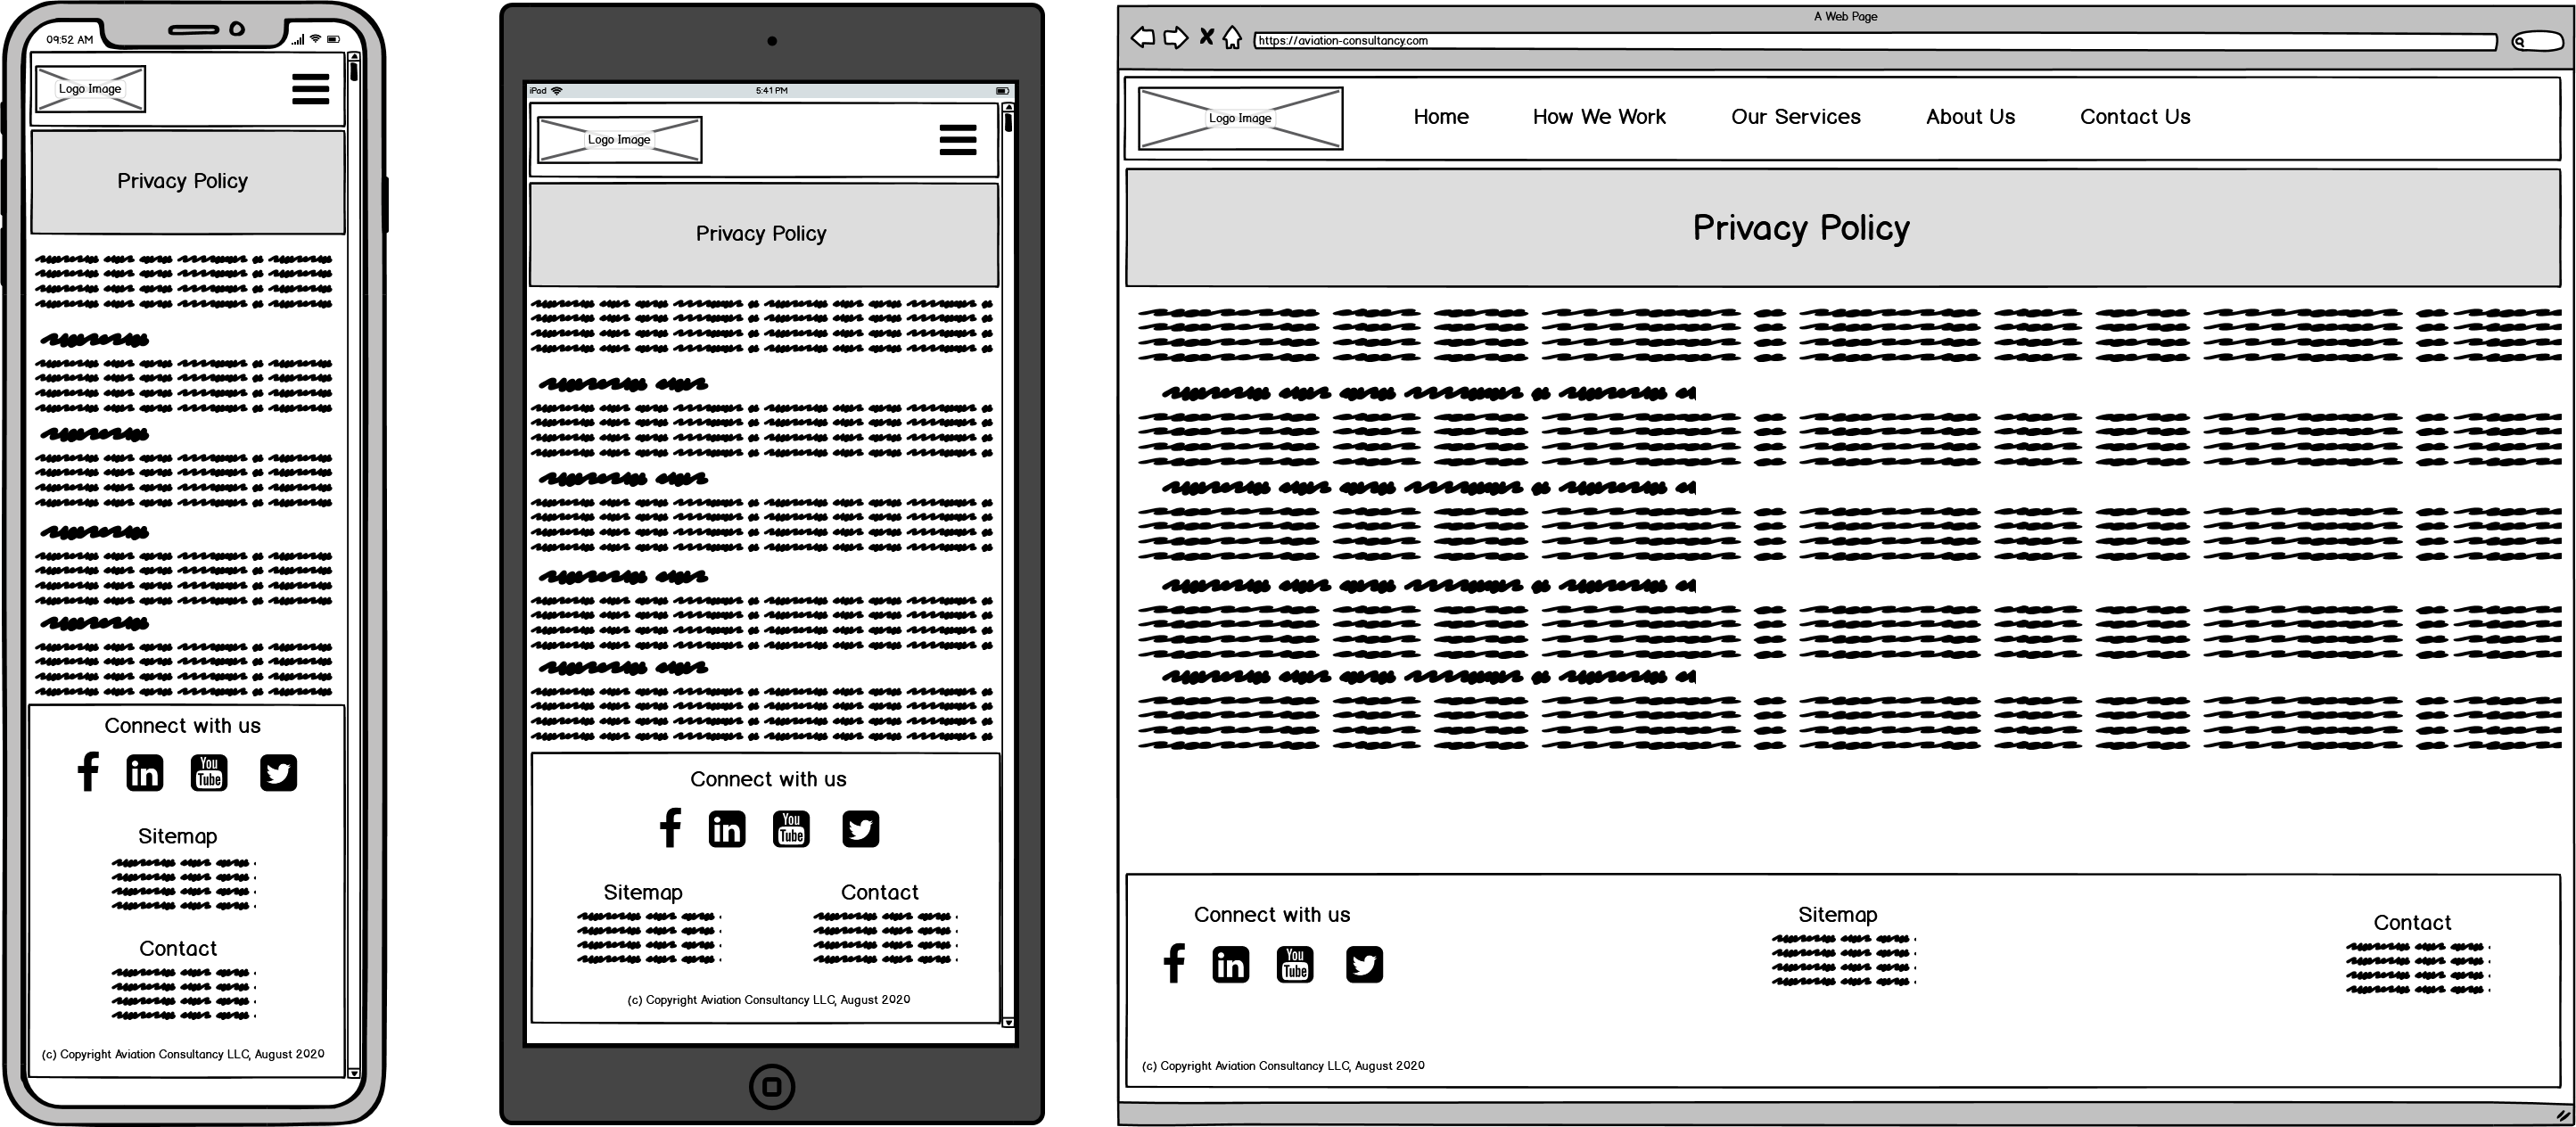 09:52 AM
Logo Image
Privacy Policy
Connect with us
You
Tube
Sitemap
Contact
(c) Copyright Aviation Consultancy LLC, August 2020
iPad
5:41 PM
Logo Image
Privacy Policy
Connect with us
You
Tube
Sitemap Contact
(c) Copyright Aviation Consultancy LLC, August 2020
A Web Page
https://aviation-consultancy.com
Logo Image
Home How We Work Our Services About Us Contact Us
Privacy Policy
Connect with us
You
Tube
Sitemap
Contact
(c) Copyright Aviation Consultancy LLC, August 2020